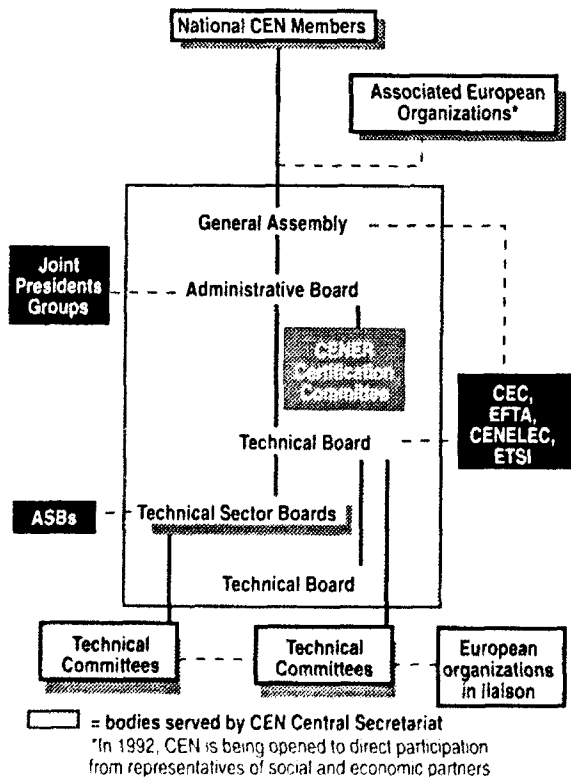 National CEN Members
Associated European
Organizations*
General Assembly
Joint
Presidents
Groups
Administrative Board
CENER
Certification
Committee
CEC,
EFTA,
CENELEC,
ETSI
Technical Board
ASBs
Technical Sector Boards
Technical Board
Technical
Committees
Technical
Committees
European
organizations
in liaison
= bodies served by CEN Central Secretariat
*In 1992, CEN is being opened to direct participation
from representatives of social and economic partners